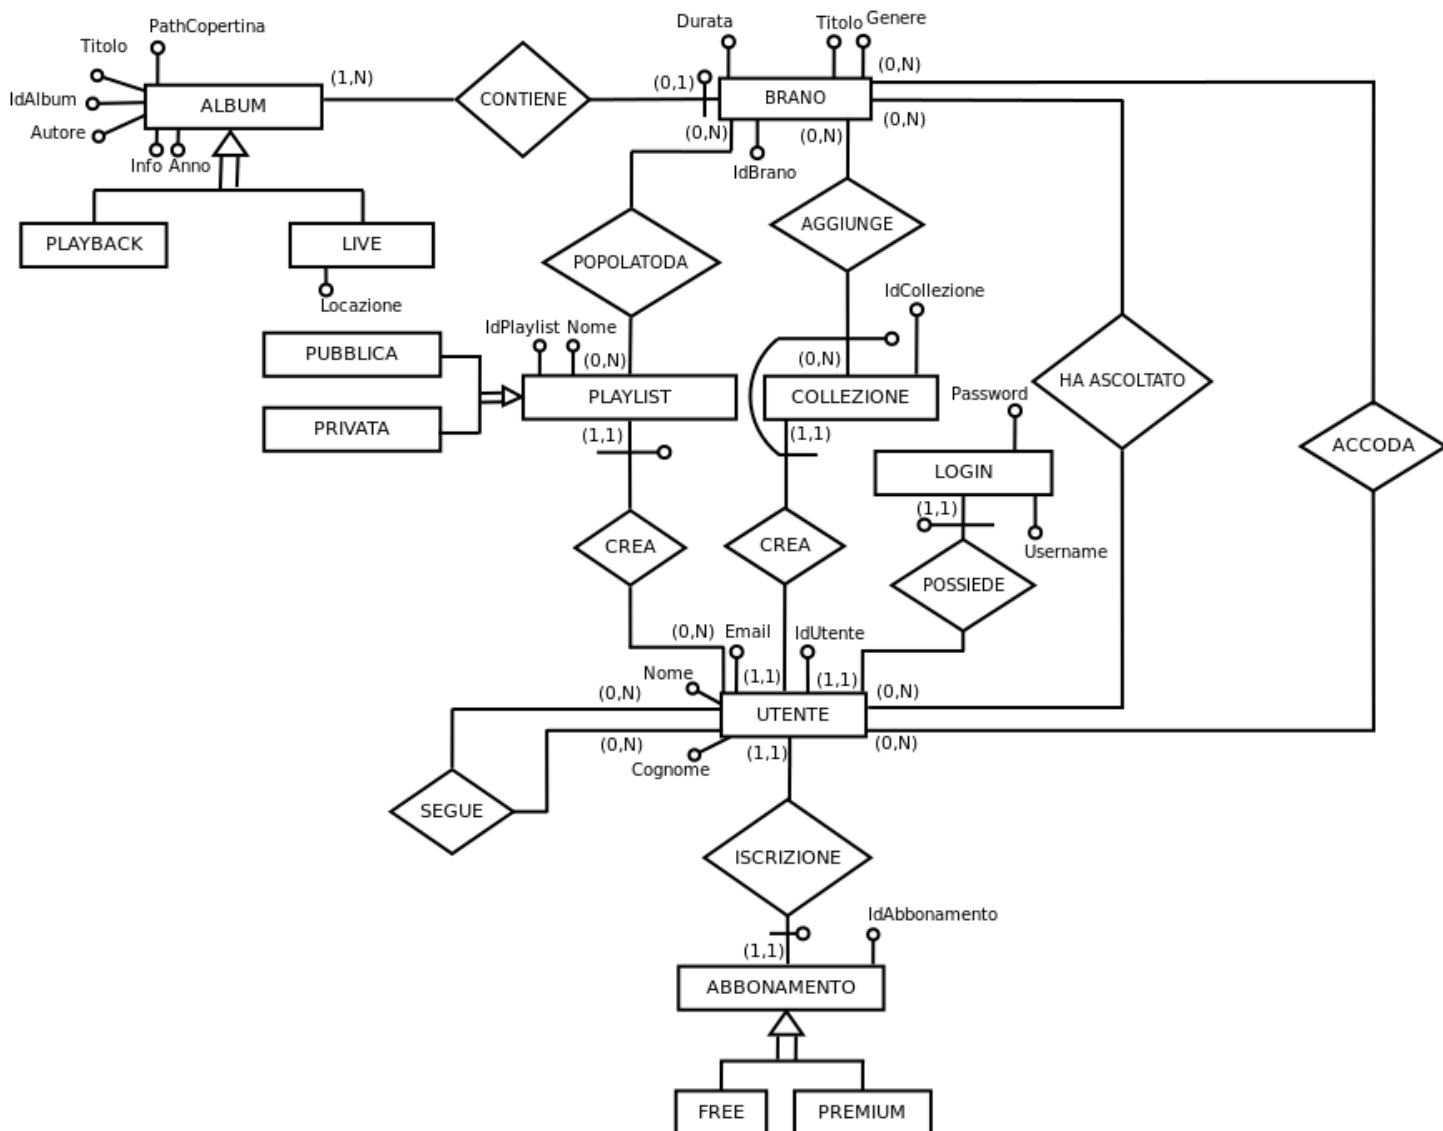 Durata
Titolo
Genere
PathCopertina
Titolo
(1,N)
(0,1)
(0,N)
IdAlbum
ALBUM
CONTIENE
BRANO
Autore
(0,N)
(0,N)
(0,N)
Info
Anno
IdBrano
PLAYBACK
LIVE
AGGIUNGE
POPOLATODA
IdCollezione
Locazione
IdPlaylist
Nome
PUBBLICA
(0,N)
(0,N)
HA ASCOLTATO
PLAYLIST
COLLEZIONE
Password
PRIVATA
(1,1)
(1,1)
ACCODA
LOGIN
(1,1)
Username
CREA
CREA
POSSIEDE
(0,N)
Email
IdUtente
Nome
(1,1)
(1,1)
(0,N)
(0,N)
UTENTE
(0,N)
(1,1)
(0,N)
Cognome
SEGUE
ISCRIZIONE
IdAbbonamento
(1,1)
ABBONAMENTO
FREE
PREMIUM